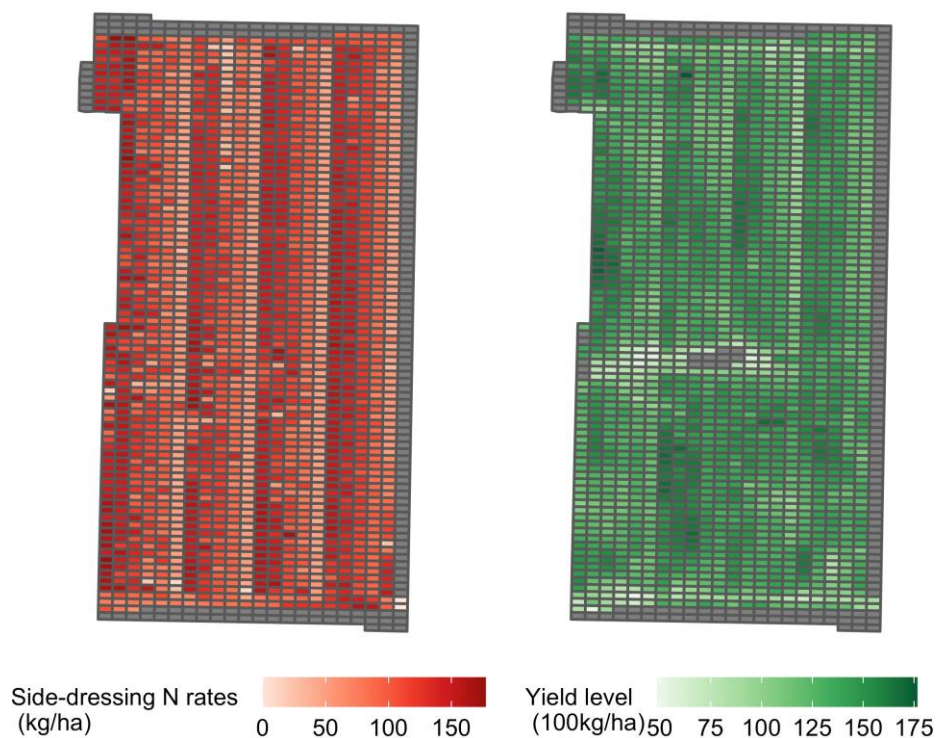 Side-dressing N rates
(kg/ha)
0 50 100 150
Yield level
(100kg/ha)
50 75 100 125 150 175